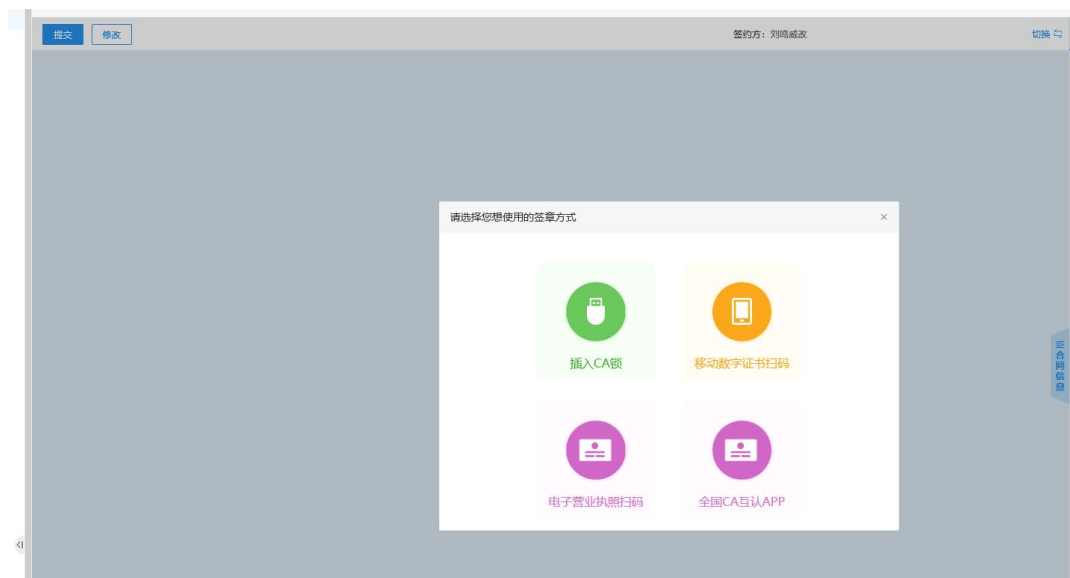 提交
修改
签约方：刘鸣威改
切换
请选择您想使用的签章方式
×
插入CA锁
移动数字证书扫码
电子营业执照扫码
全国CA互认APP
合同信息